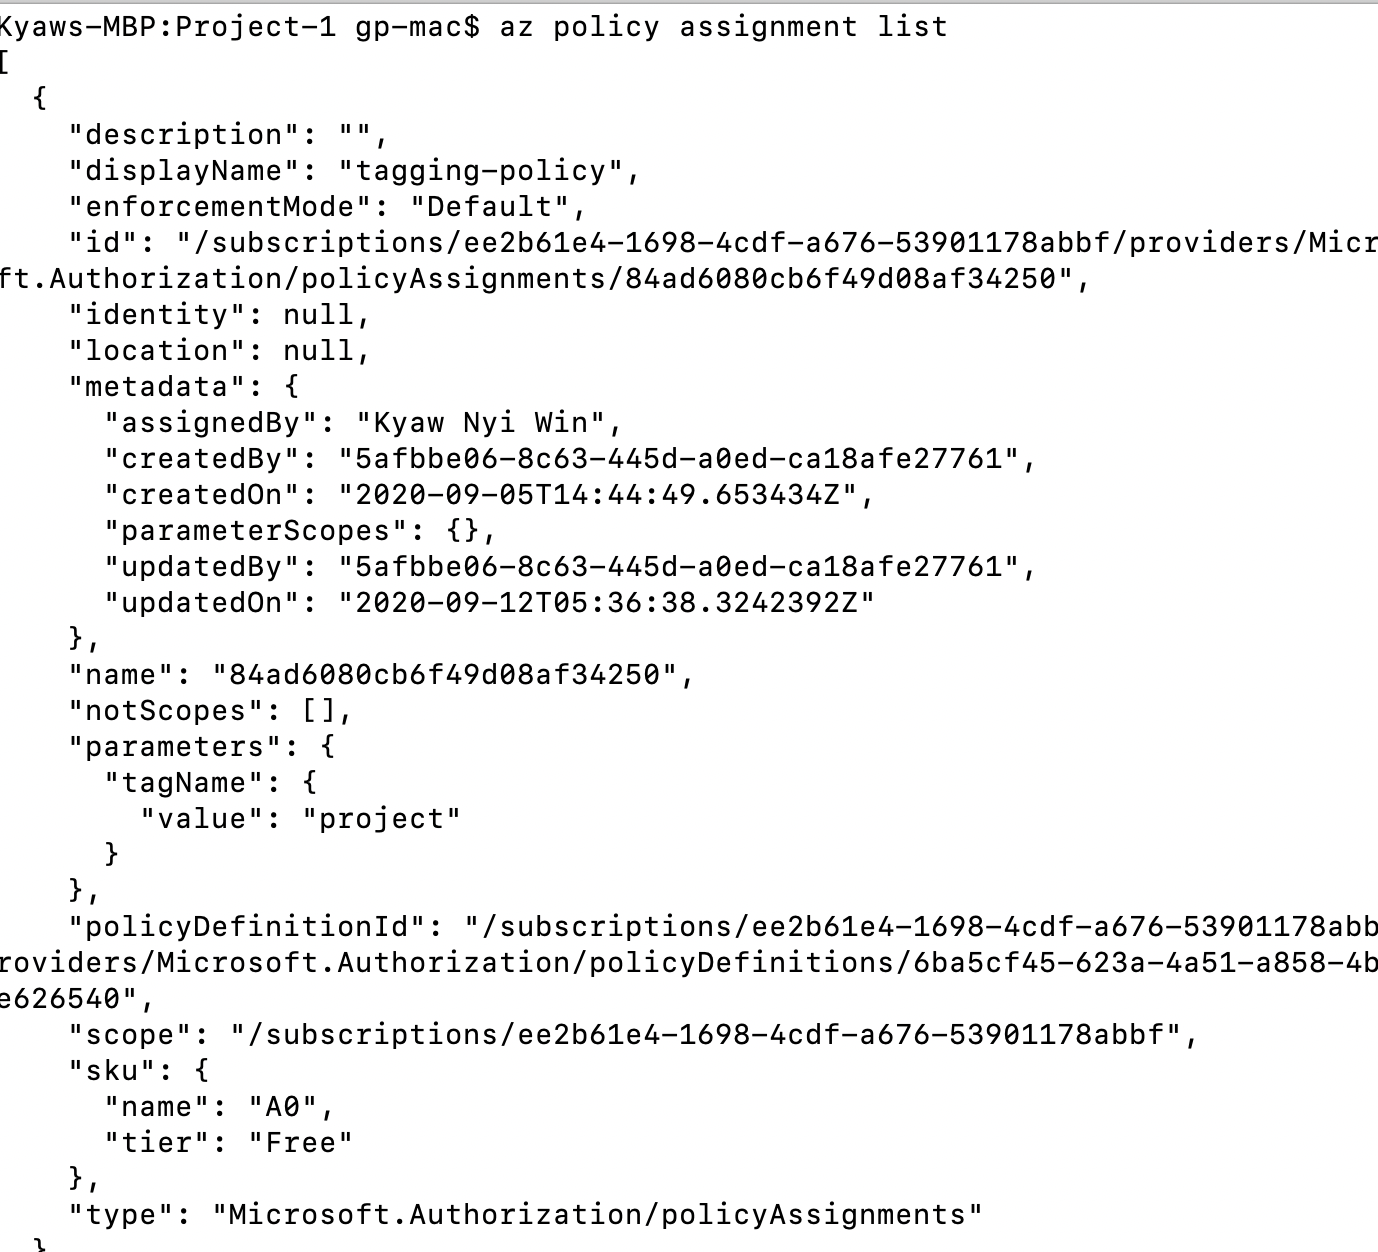 Kyaws-MBP:Project-1 gp-mac$ az policy assignment list
[
  {
    "description": "",
    "displayName": "tagging-policy",
    "enforcementMode": "Default",
    "id": "/subscriptions/ee2b61e4-1698-4cdf-a676-53901178abbf/providers/Micr
ft.Authorization/policyAssignments/84ad6080cb6f49d08af34250",
    "identity": null,
    "location": null,
    "metadata": {
      "assignedBy": "Kyaw Nyi Win",
      "createdBy": "5afbbe06-8c63-445d-a0ed-ca18afe27761",
      "createdOn": "2020-09-05T14:44:49.653434Z",
      "parameterScopes": {},
      "updatedBy": "5afbbe06-8c63-445d-a0ed-ca18afe27761",
      "updatedOn": "2020-09-12T05:36:38.3242392Z"
    },
    "name": "84ad6080cb6f49d08af34250",
    "notScopes": [],
    "parameters": {
      "tagName": {
        "value": "project"
      }
    },
    "policyDefinitionId": "/subscriptions/ee2b61e4-1698-4cdf-a676-53901178abb
roviders/Microsoft.Authorization/policyDefinitions/6ba5cf45-623a-4a51-a858-4b
e626540",
    "scope": "/subscriptions/ee2b61e4-1698-4cdf-a676-53901178abbf",
    "sku": {
      "name": "A0",
      "tier": "Free"
    },
    "type": "Microsoft.Authorization/policyAssignments"
  }